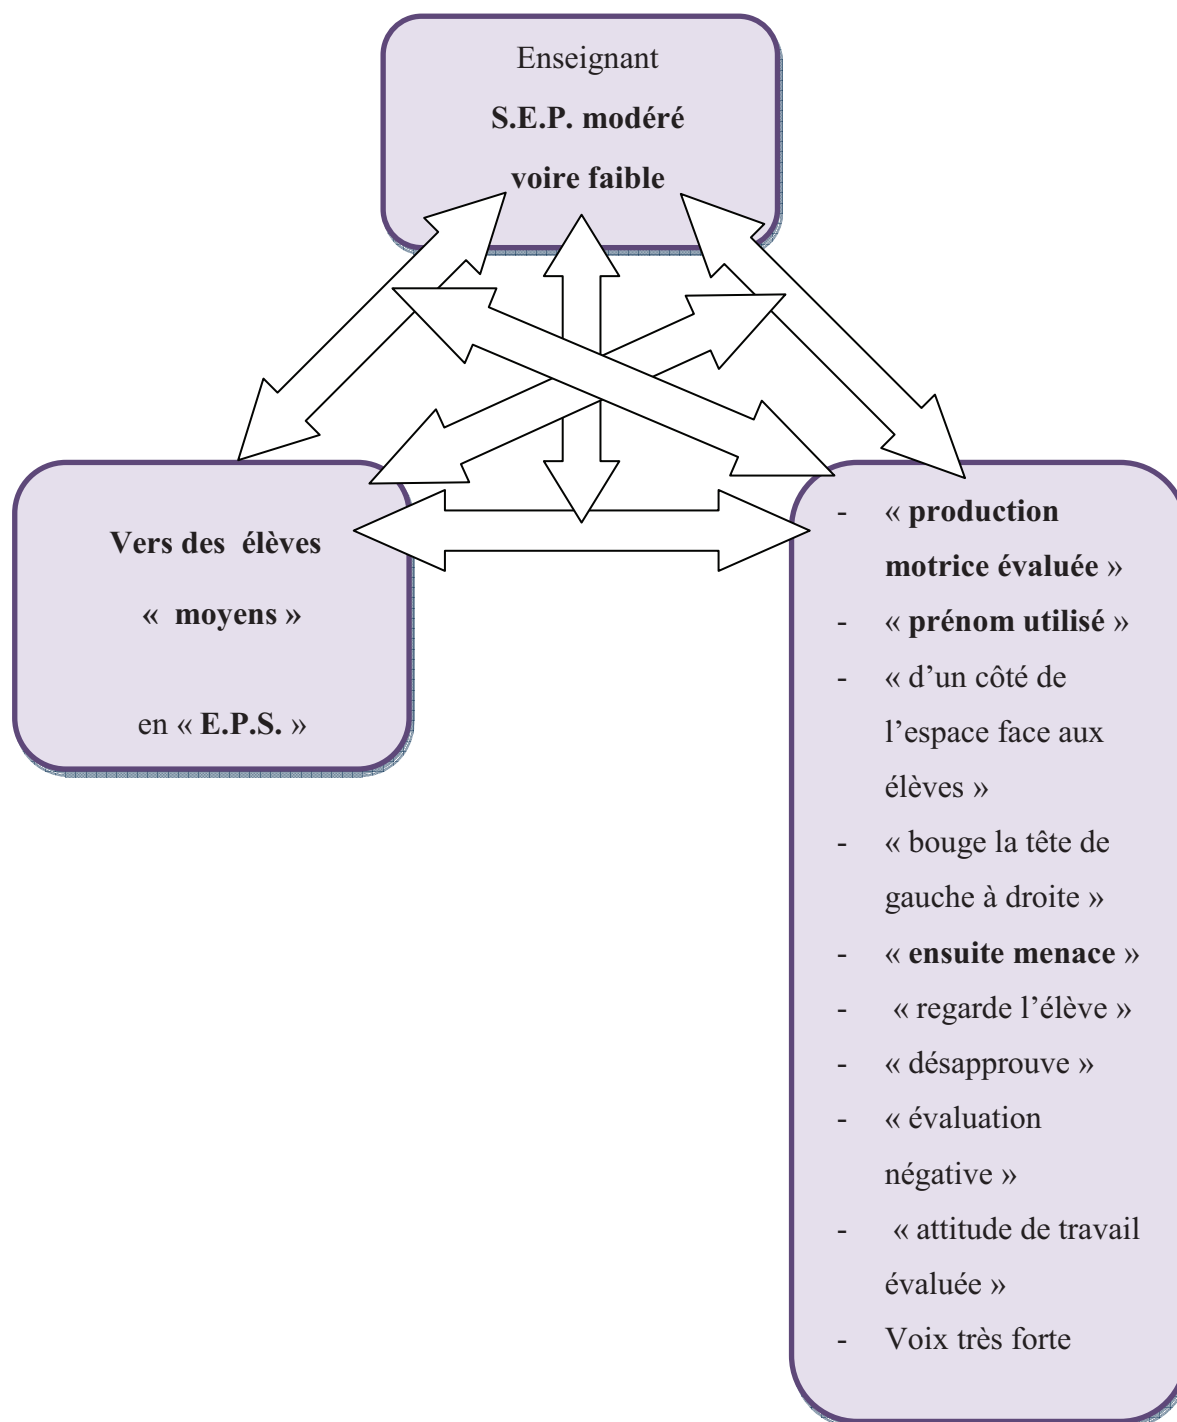 Enseignant
S.E.P. modéré
voire faible
Vers des élèves
« moyens »
en « E.P.S. »
- « production
motrice évaluée »
- « prénom utilisé »
- « d’un côté de
l’espace face aux
élèves »
- « bouge la tête de
gauche à droite »
- « ensuite menace »
- « regarde l’élève »
- « désapprouve »
- « évaluation
négative »
- « attitude de travail
évaluée »
- Voix très forte